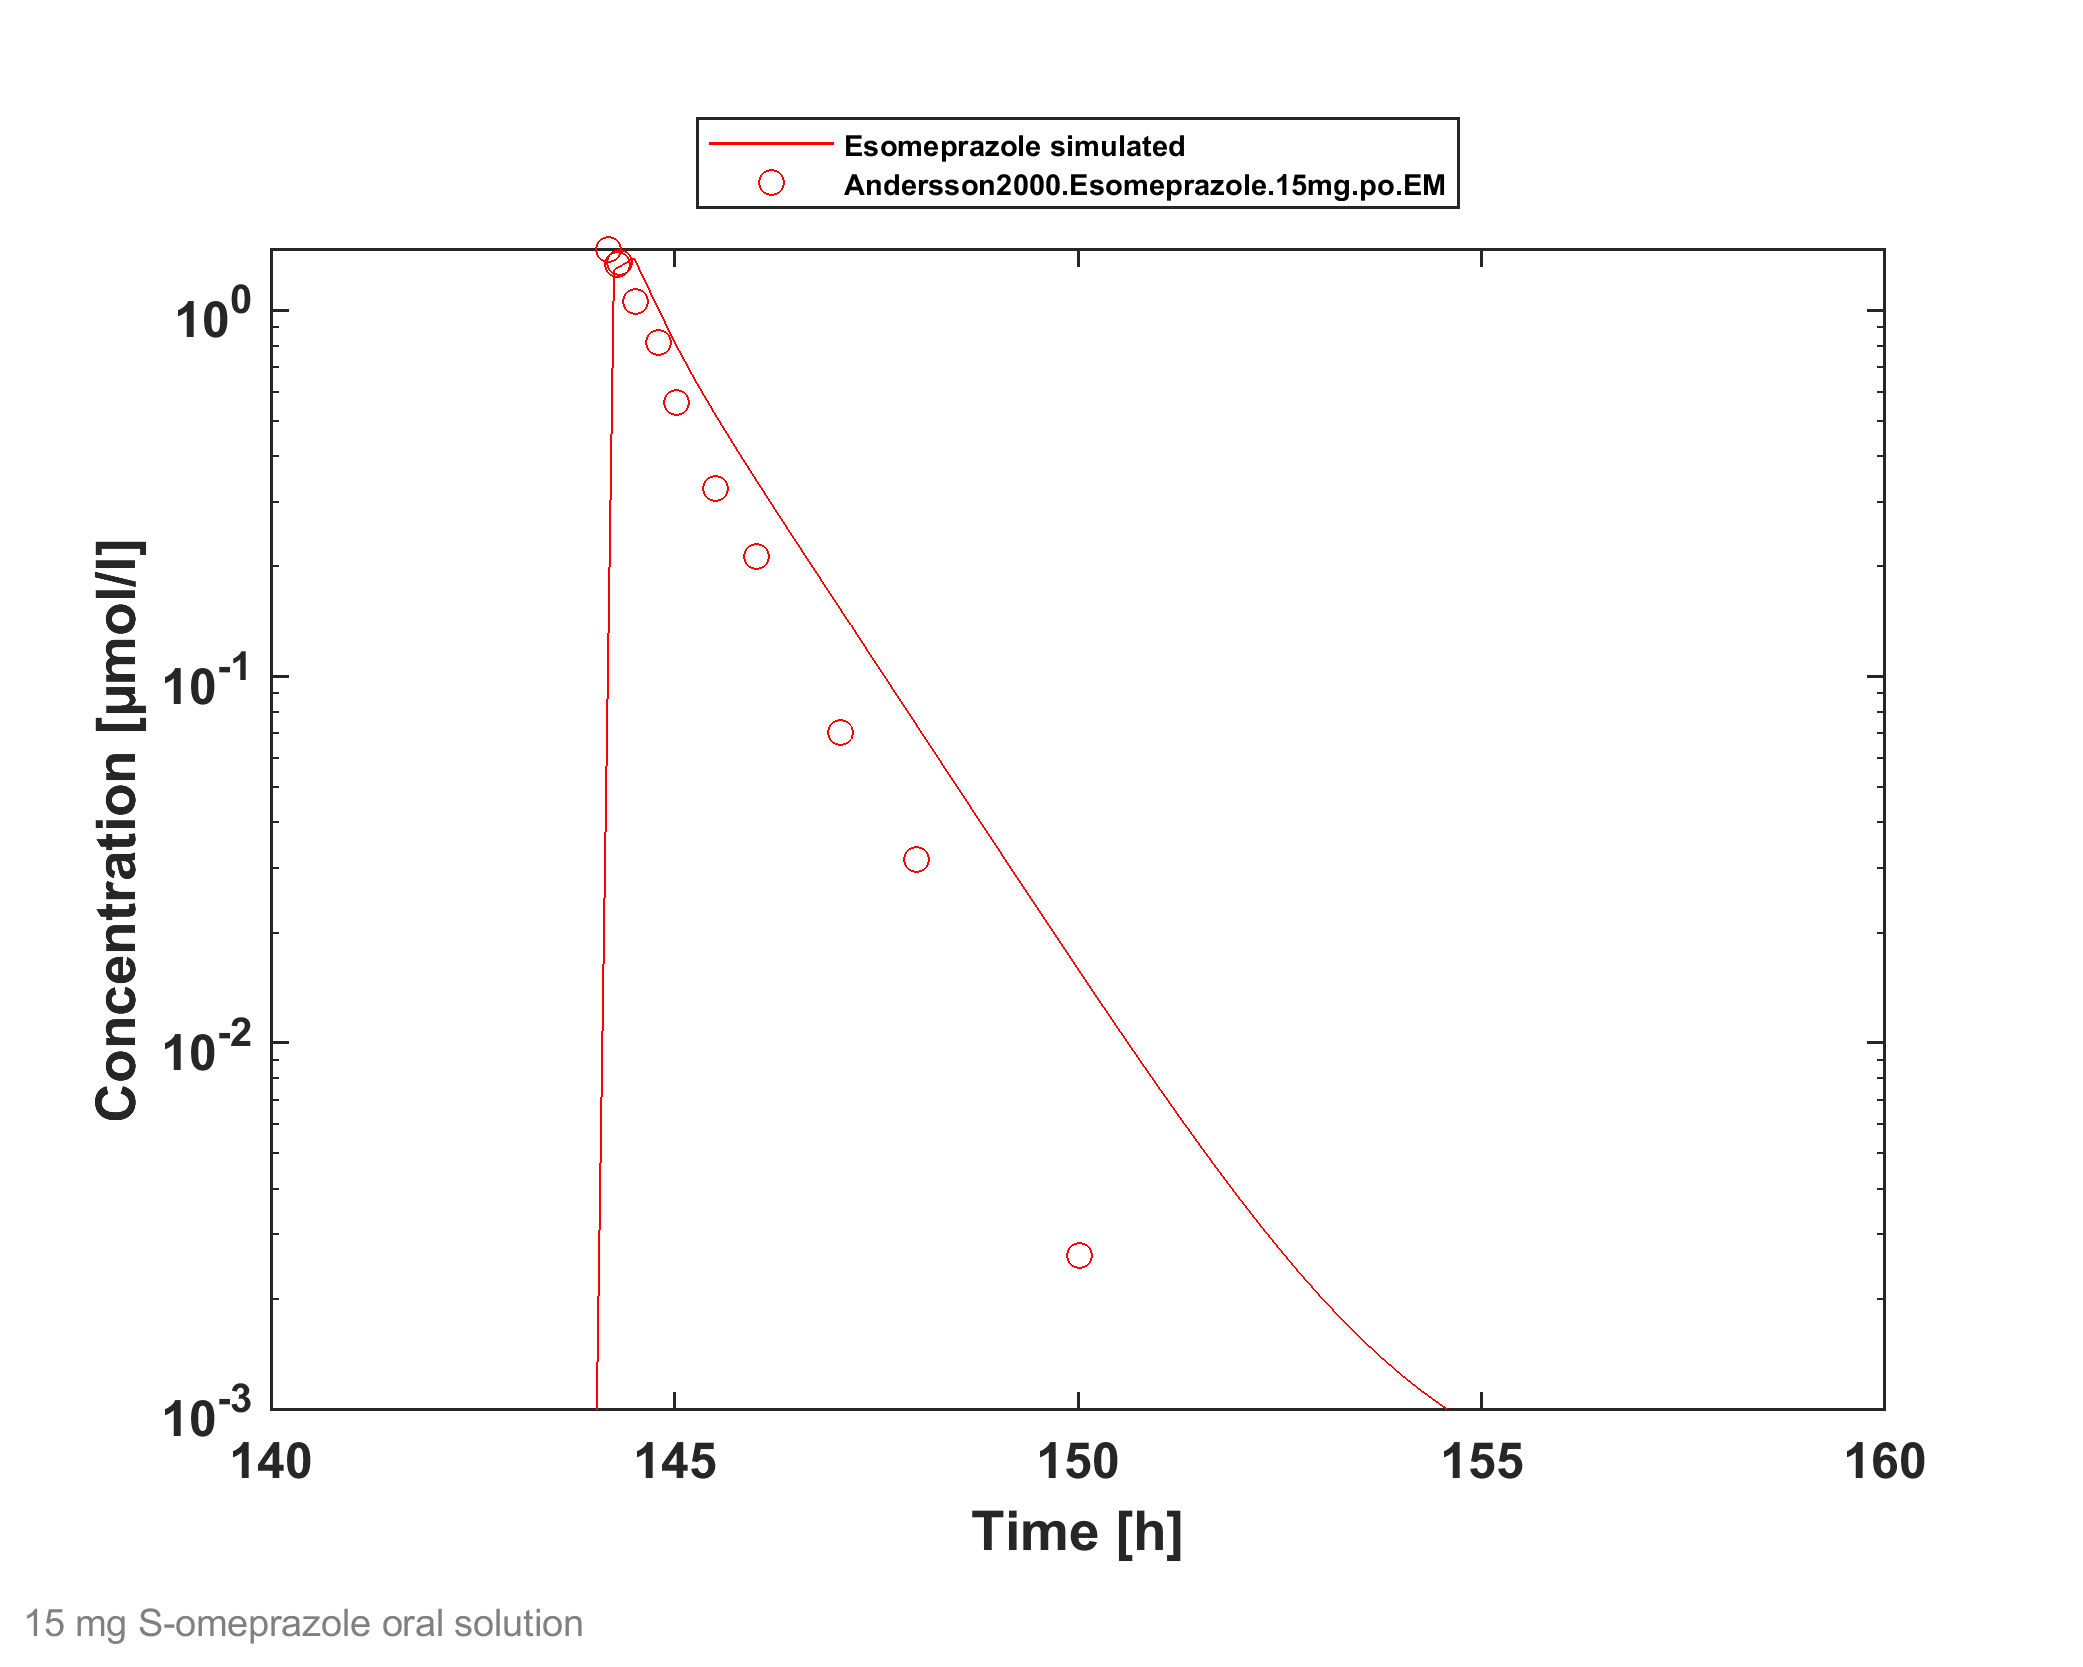 Esomeprazole simulated
Andersson2000.Esomeprazole.15mg.po.EM
10^0
10^-1
10^-2
10^-3
Concentration [µmol/l]
140 145 150 155 160
Time [h]
15 mg S-omeprazole oral solution